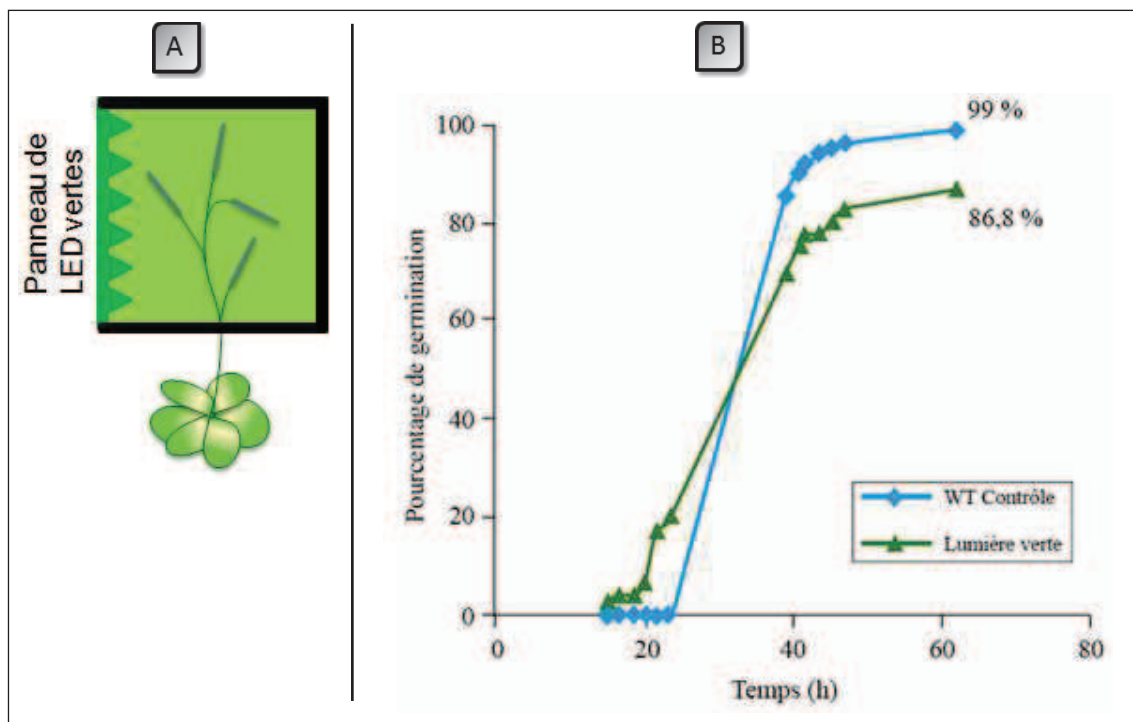 A
Panneau de
LED vertes
B
Pourcentage de germination
100
80
60
40
20
0
0 20 40 60 80
Temps (h)
99 %
86,8 %
WT Contrôle
Lumière verte